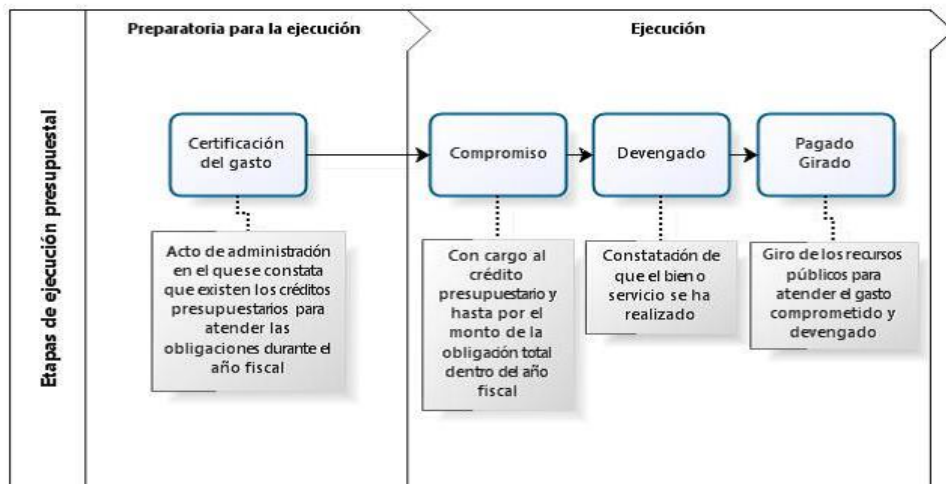 Preparatoria para la ejecución
Ejecución
Etapas de ejecución presupuestal
Certificación
del gasto
Compromiso
Devengado
Pagado
Girado
Acto de administración
en el quese constata
que existen los créditos
presupuestarios para
atender las
obligaciones durante el
año fiscal
Con cargo al
crédito
presupuestario y
hasta por el
monto de la
obligación total
dentro del año
fiscal
Constatación de
que el bien o
servicio se ha
realizado
Giro de los recursos
públicos para
atender el gasto
comprometido y
devengado